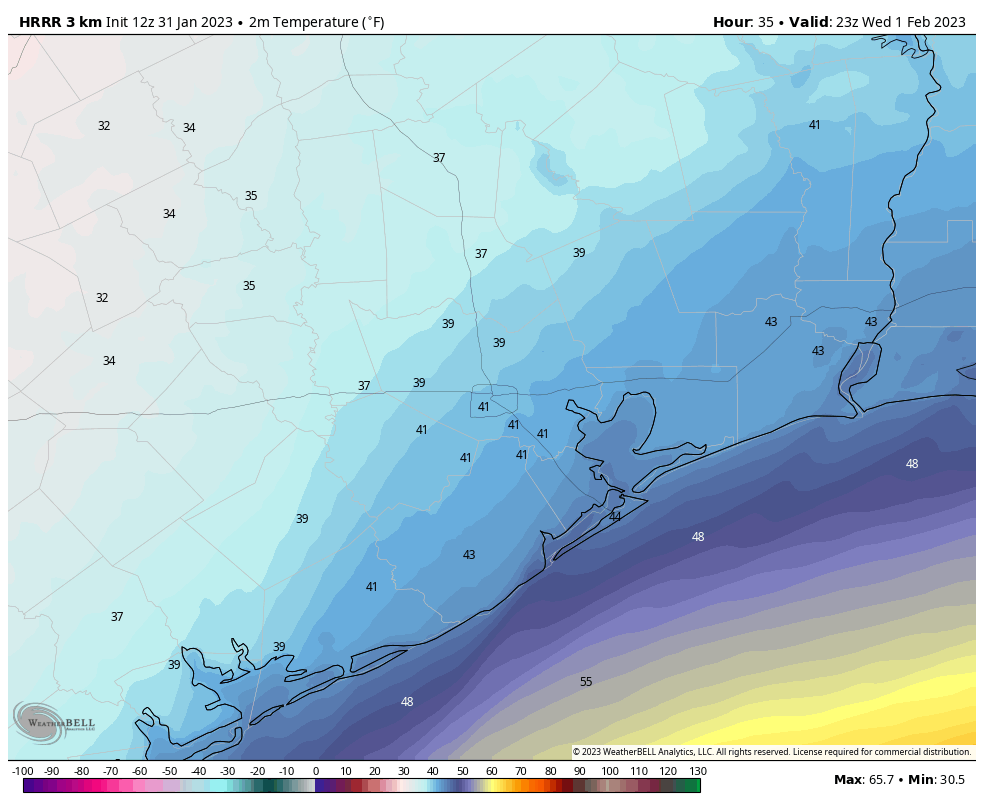 HRRR 3 km Init 12z 31 Jan 2023 • 2m Temperature (°F)
Hour: 35 • Valid: 23z Wed 1 Feb 2023
32 34 37 41
35
34
37 39
35
32
39 43 43
39 43
34
37 39
41
41 41 41
41 41 48
39 44
48
43
41
37
39
39
55
48
WEATHERBELL
© 2023 WeatherBELL Analytics, LLC. All rights reserved. License required for commercial distribution.
-100 -90 -80 -70 -60 -50 -40 -30 -20 -10 0 10 20 30 40 50 60 70 80 90 100 110 120 130
Max: 65.7 • Min: 30.5